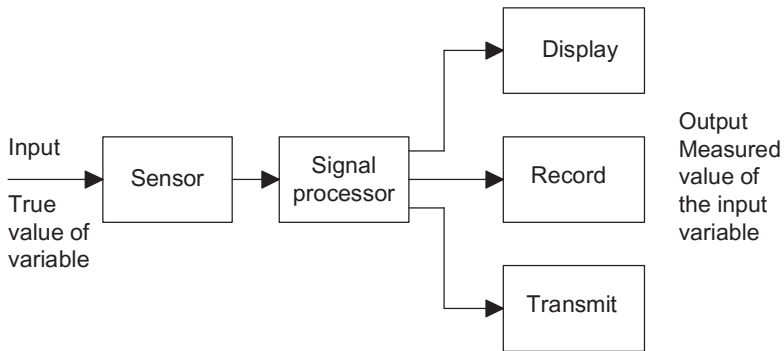 Input
True
value of
variable
Sensor
Signal
processor
Display
Record
Transmit
Output
Measured
value of
the input
variable